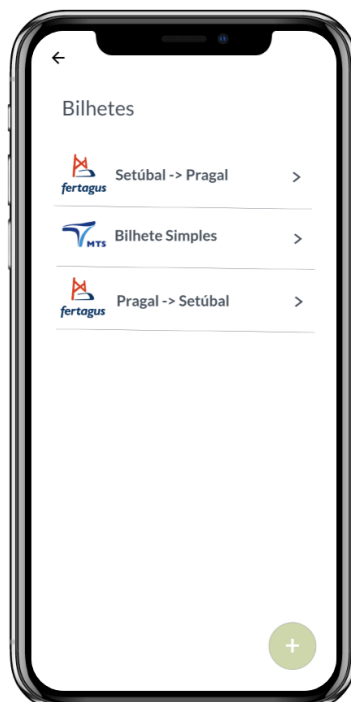 Bilhetes
fertagus
Setúbal -> Pragal
MTS
Bilhete Simples
fertagus
Pragal -> Setúbal